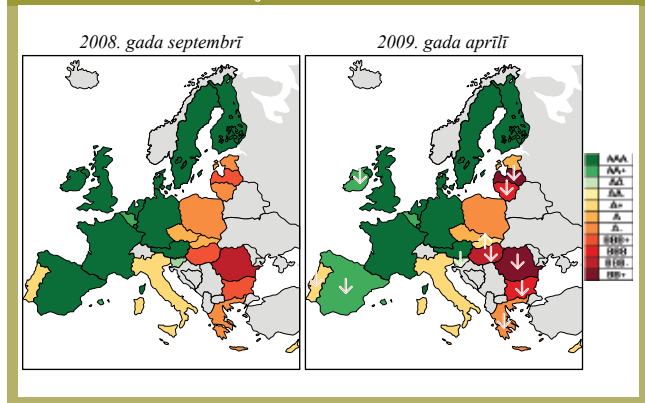 2008. gada septembrī
2009. gada aprīlī
AAA
AA+
AA
AA-
A+
A
A-
BBB+
BBB
BBB-
BB+